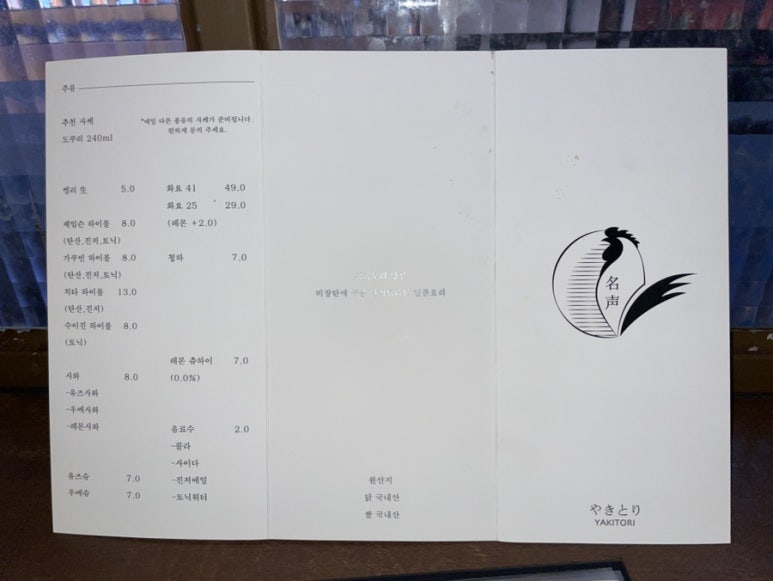 주류
추천 사케
도쿠리 240ml
*매일 다른 종류의 사케가 준비됩니다.
편하게 문의 주세요.
켈리 生 5.0
제임슨 하이볼 8.0
(탄산,진저,토닉)
가쿠빈 하이볼 8.0
(탄산,진저,토닉)
치타 하이볼 13.0
(탄산,진저)
수이진 하이볼 8.0
(토닉)
사와 8.0
-유즈사와
-우메사와
-레몬사와
유즈슈 7.0
우메슈 7.0
화요 41 49.0
화요 25 29.0
(레몬 +2.0)
청하 7.0
레몬 츄하이 7.0
(0.0%)
음료수 2.0
-콜라
-사이다
-진저에일
-토닉워터
비장탄에 굽는 일품요리
원산지
닭 국내산
쌀 국내산
名声
やきとり
YAKITORI